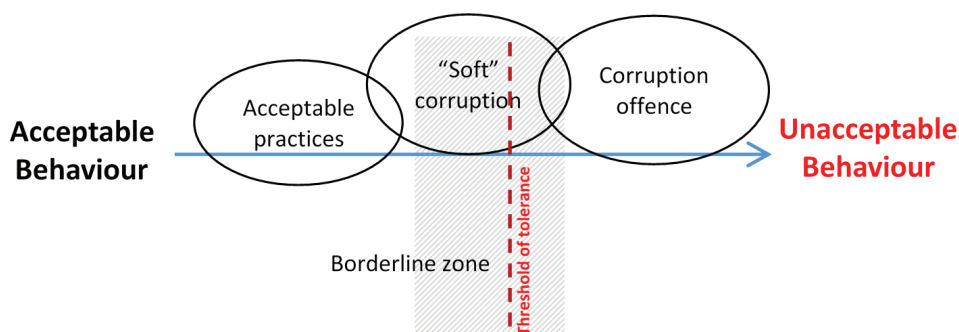 Acceptable
Behaviour
Acceptable
practices
“Soft”
corruption
Corruption
offence
Unacceptable
Behaviour
Borderline zone
Threshold of tolerance